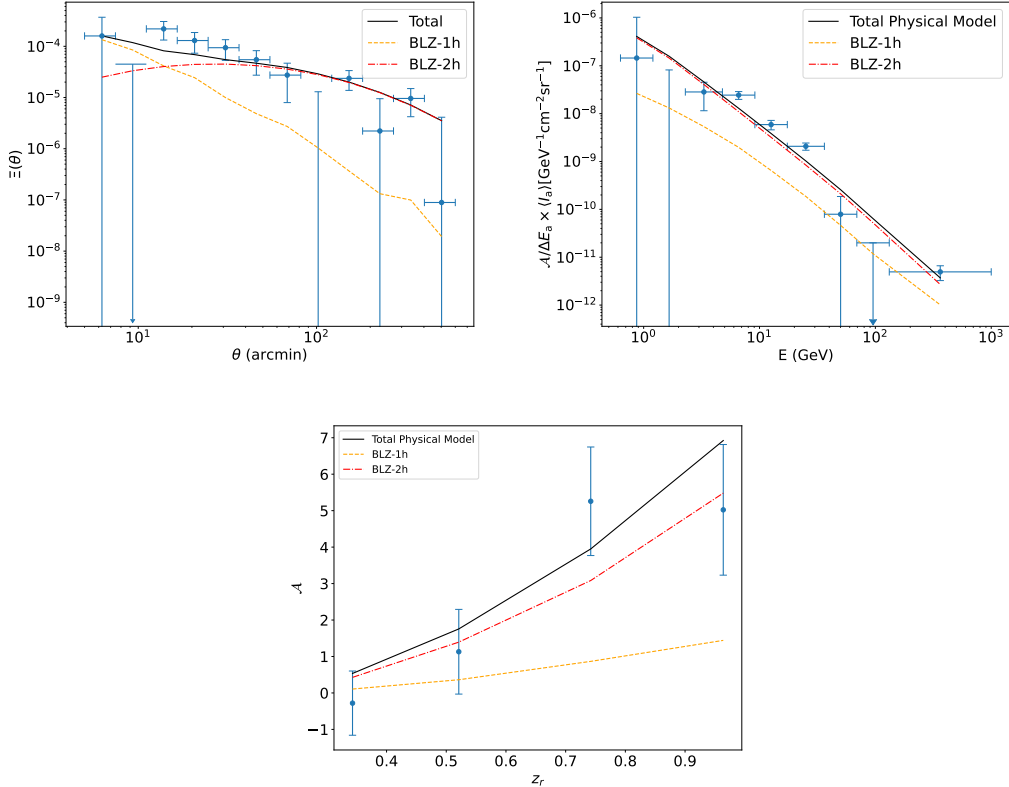 Total
BLZ-1h
BLZ-2h
10⁻⁴
10⁻⁵
10⁻⁶
10⁻⁷
10⁻⁸
10⁻⁹
Ξ(θ)
10¹
10²
θ (arcmin)
Total Physical Model
BLZ-1h
BLZ-2h
10⁻⁶
10⁻⁷
10⁻⁸
10⁻⁹
10⁻¹⁰
10⁻¹¹
10⁻¹²
𝒜/ΔEₐ × ⟨Iₐ⟩[GeV⁻¹cm⁻²sr⁻¹]
10⁰
10¹
10²
10³
E (GeV)
Total Physical Model
BLZ-1h
BLZ-2h
7
6
5
4
3
2
1
0
−1
𝒜
0.4
0.5
0.6
0.7
0.8
0.9
zᵣ